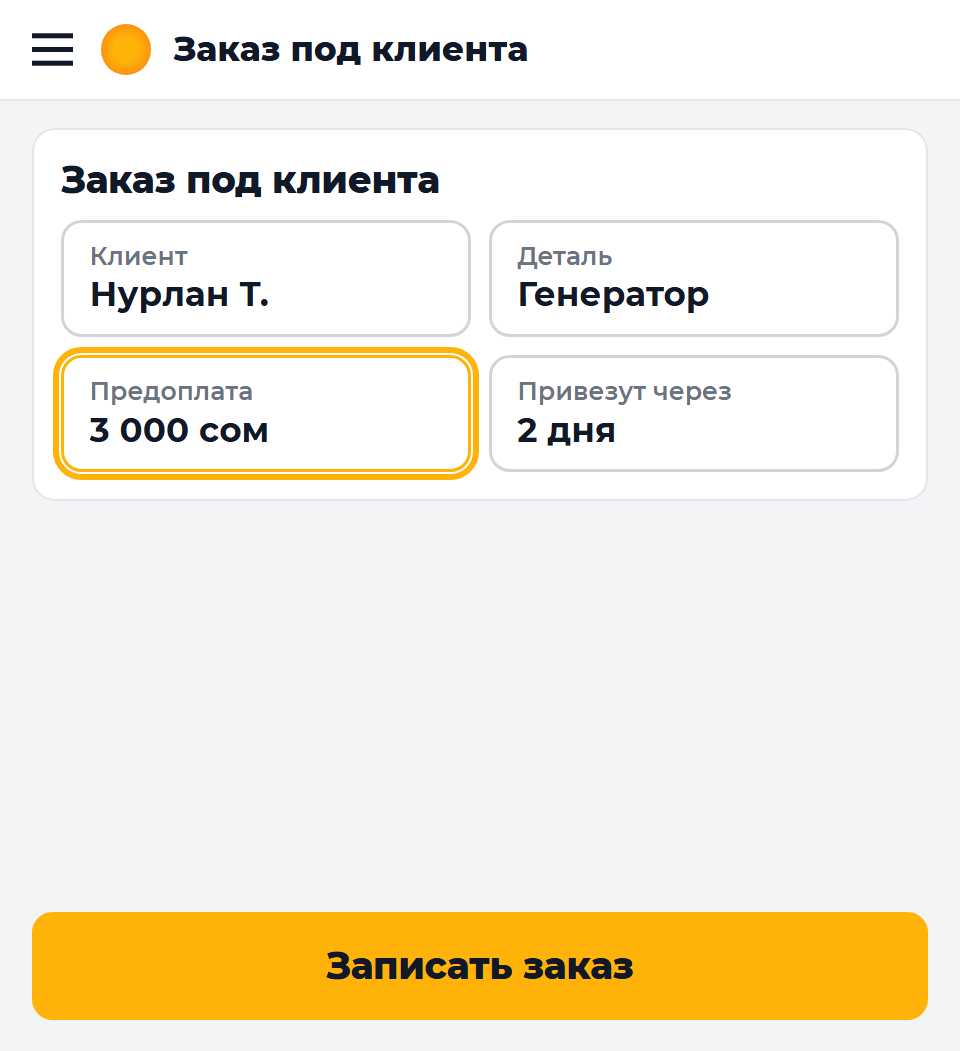 Заказ под клиента
Заказ под клиента
Клиент
Нурлан Т.
Деталь
Генератор
Предоплата
3 000 сом
Привезут через
2 дня
Записать заказ